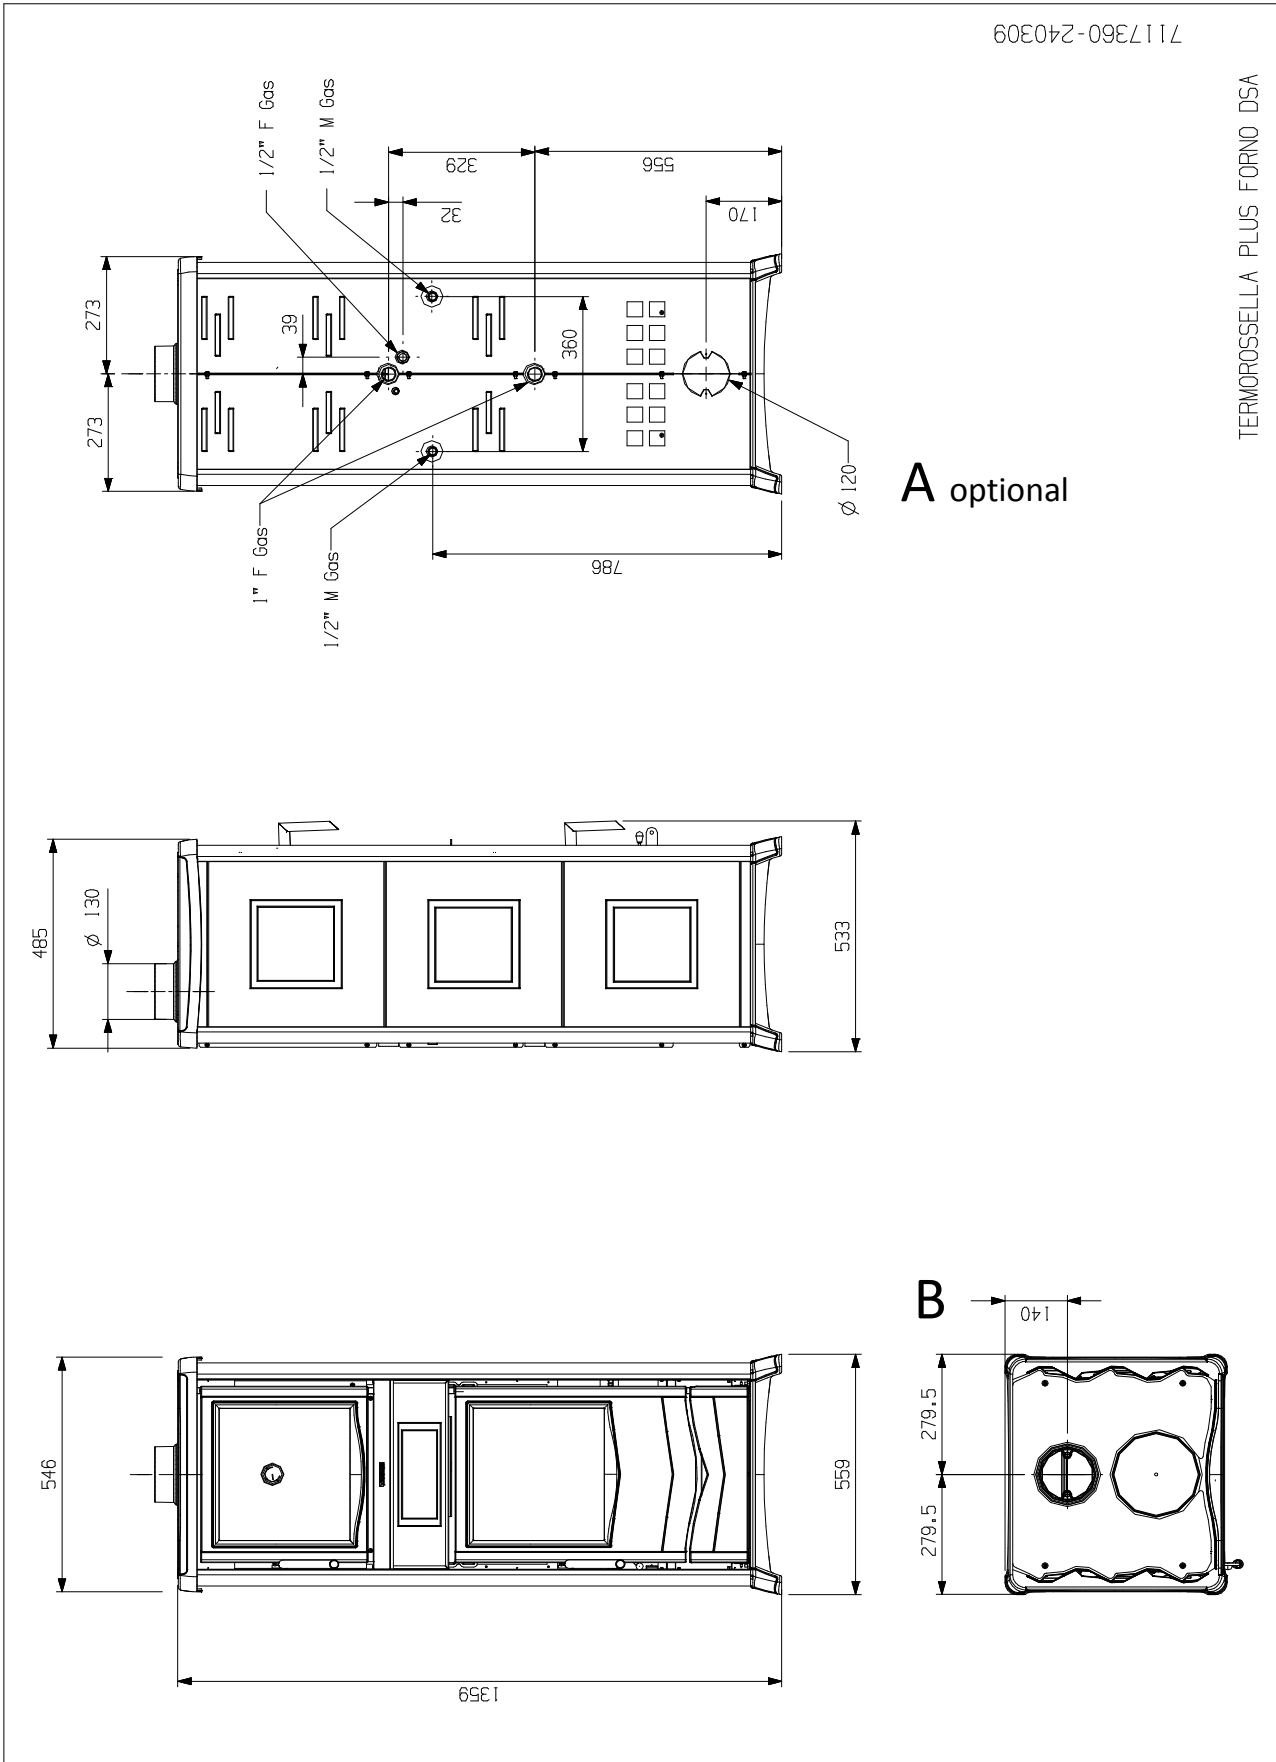 71117360-240309
TERMOROSSELLA PLUS FORNO DSA
1/2" F Gas
1/2" M Gas
329
556
32
170
273
273
39
360
Ø 120
A optional
1" F Gas
1/2" M Gas
786
485
Ø 130
533
546
559
1359
B
140
279.5
279.5